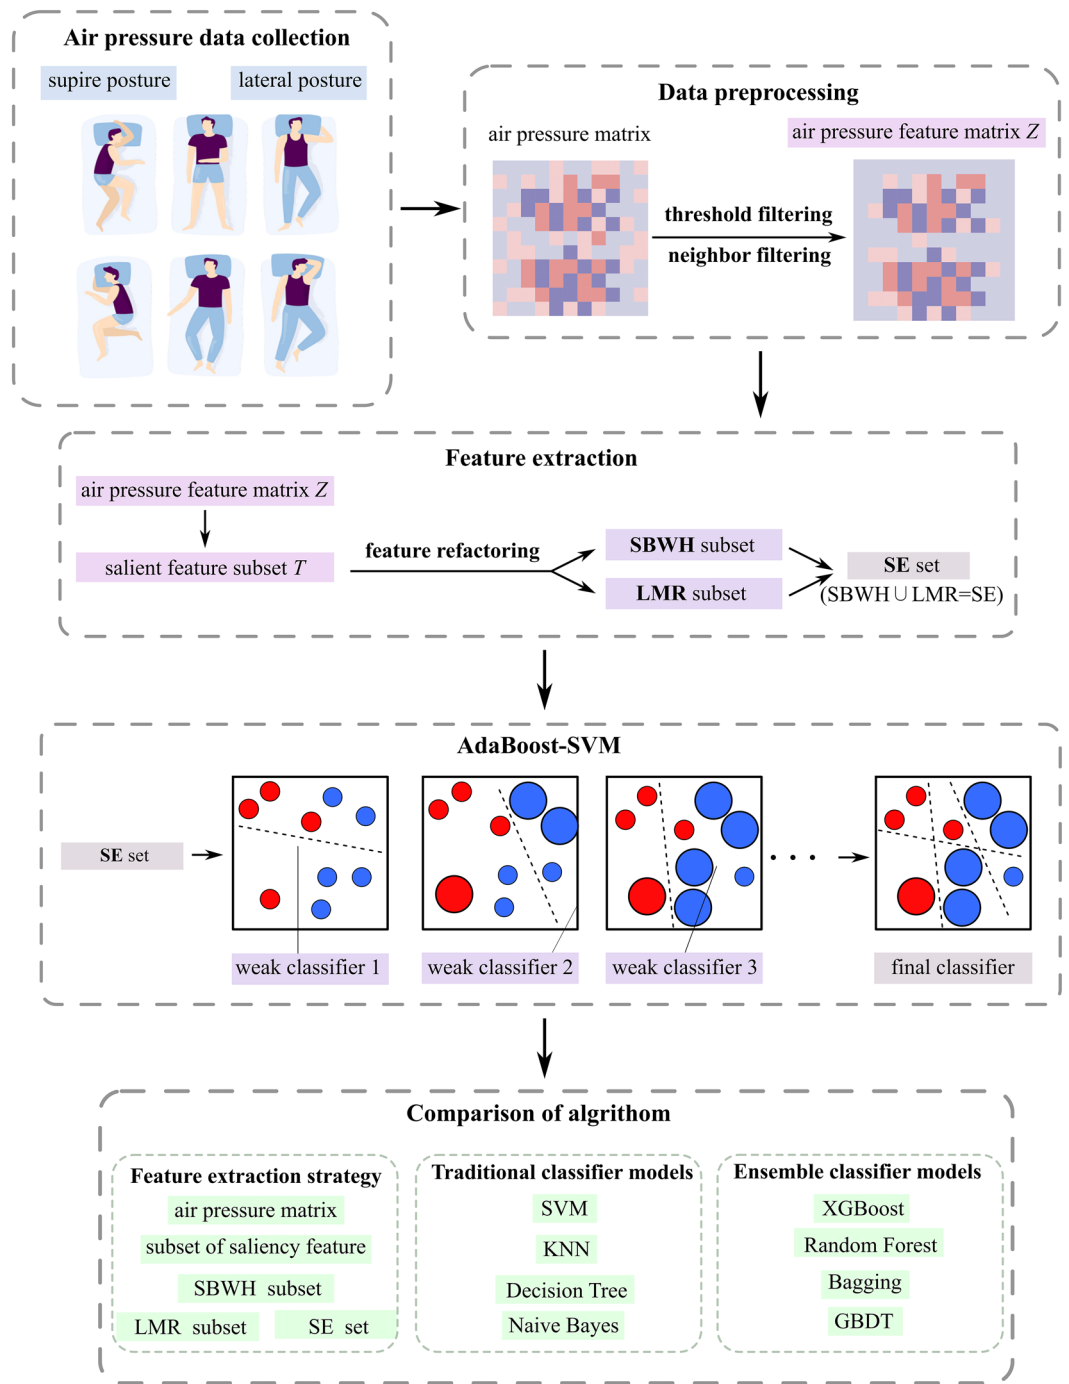 Air pressure data collection
supire posture
lateral posture
Data preprocessing
air pressure matrix
air pressure feature matrix Z
threshold filtering
neighbor filtering
Feature extraction
air pressure feature matrix Z
salient feature subset T
feature refactoring
SBWH subset
LMR subset
SE set
(SBWH∪LMR=SE)
AdaBoost-SVM
SE set
. . .
weak classifier 1
weak classifier 2
weak classifier 3
final classifier
Comparison of algrithom
Feature extraction strategy
air pressure matrix
subset of saliency feature
SBWH subset
LMR subset
SE set
Traditional classifier models
SVM
KNN
Decision Tree
Naive Bayes
Ensemble classifier models
XGBoost
Random Forest
Bagging
GBDT